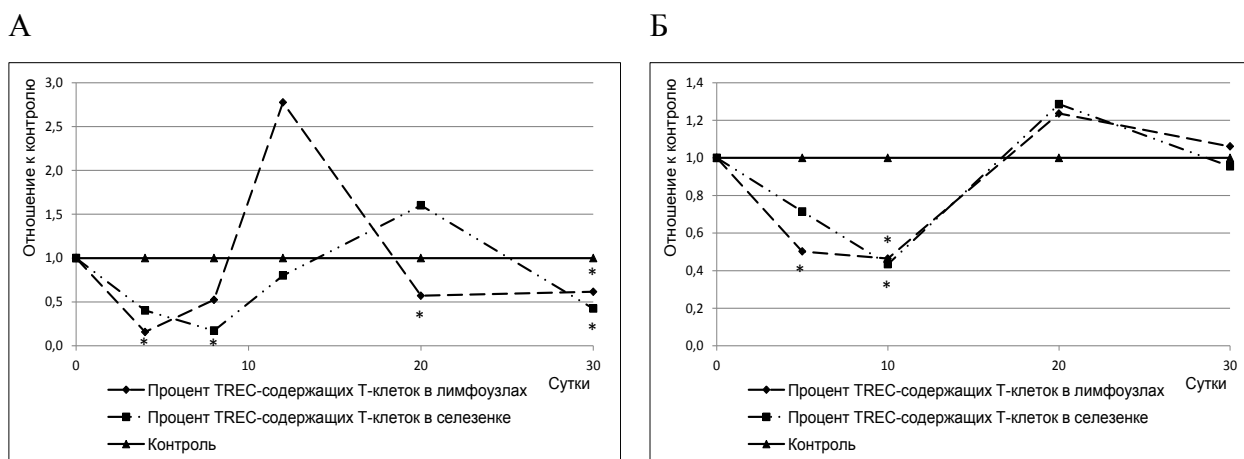 А
Отношение к контролю
3,0
2,5
2,0
1,5
1,0
0,5
0,0
*
*
*
*
*
0
10
20
30
Сутки
Процент TREC-содержащих Т-клеток в лимфоузлах
Процент TREC-содержащих Т-клеток в селезенке
Контроль
Б
Отношение к контролю
1,4
1,2
1,0
0,8
0,6
0,4
0,2
0,0
*
*
*
0
10
20
30
Сутки
Процент TREC-содержащих Т-клеток в лимфоузлах
Процент TREC-содержащих Т-клеток в селезенке
Контроль